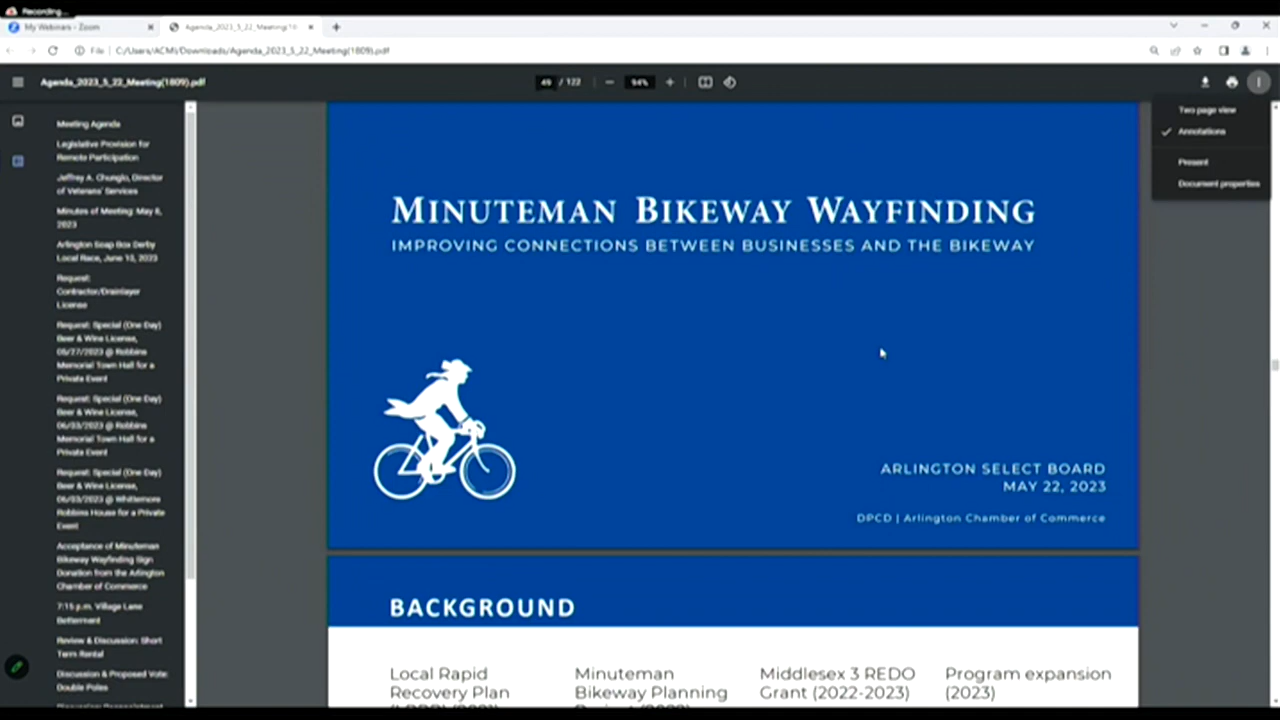 Recording...
My Webinars - Zoom
Agenda_2023_5_22_Meeting(18
File
C:/Users/ACMi/Downloads/Agenda_2023_5_22_Meeting(1809).pdf
Agenda_2023_5_22_Meeting(1809).pdf
49 / 122
94%
Two page view
Annotations
Present
Document properties
Meeting Agenda
Legislative Provision for
Remote Participation
Jeffrey A. Chunglo, Director
of Veterans' Services
Minutes of Meeting: May 8,
2023
Arlington Soap Box Derby
Local Race, June 10, 2023
Request:
Contractor/Drainlayer
License
Request: Special (One Day)
Beer & Wine License,
05/27/2023 @ Robbins
Memorial Town Hall for a
Private Event
Request: Special (One Day)
Beer & Wine License,
06/03/2023 @ Robbins
Memorial Town Hall for a
Private Event
Request: Special (One Day)
Beer & Wine License,
06/03/2023 @ Whittemore
Robbins House for a Private
Event
Acceptance of Minuteman
Bikeway Wayfinding Sign
Donation from the Arlington
Chamber of Commerce
7:15 p.m. Village Lane
Betterment
Review & Discussion: Short
Term Rental
Discussion & Proposed Vote:
Double Poles
MINUTEMAN BIKEWAY WAYFINDING
IMPROVING CONNECTIONS BETWEEN BUSINESSES AND THE BIKEWAY
ARLINGTON SELECT BOARD
MAY 22, 2023
DPCD | Arlington Chamber of Commerce
BACKGROUND
Local Rapid
Recovery Plan
Minuteman
Bikeway Planning
Middlesex 3 REDO
Grant (2022-2023)
Program expansion
(2023)